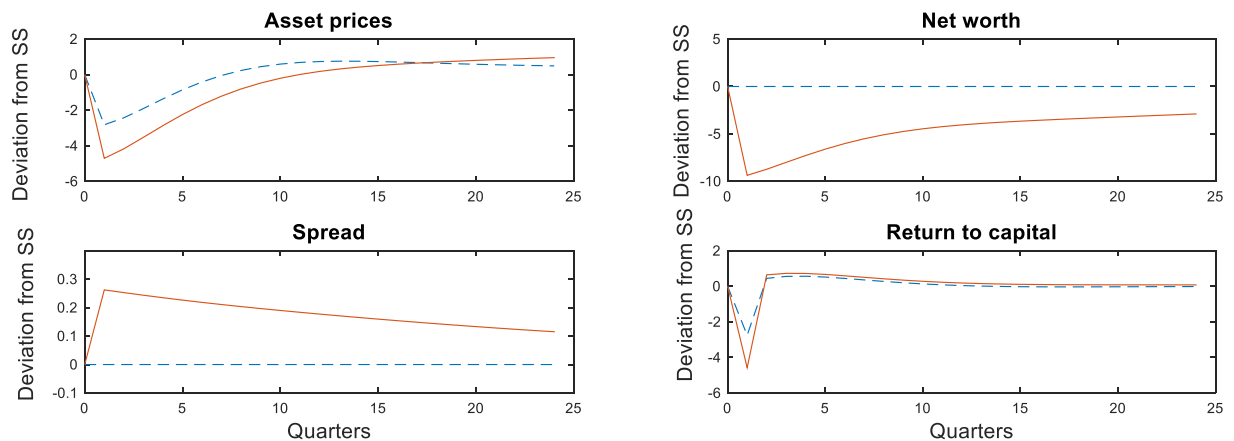 Asset prices
Deviation from SS
2
0
-2
-4
-6
0 5 10 15 20 25
Net worth
Deviation from SS
5
0
-5
-10
0 5 10 15 20 25
Spread
Deviation from SS
0.3
0.2
0.1
0
-0.1
0 5 10 15 20 25
Quarters
Return to capital
Deviation from SS
2
0
-2
-4
-6
0 5 10 15 20 25
Quarters